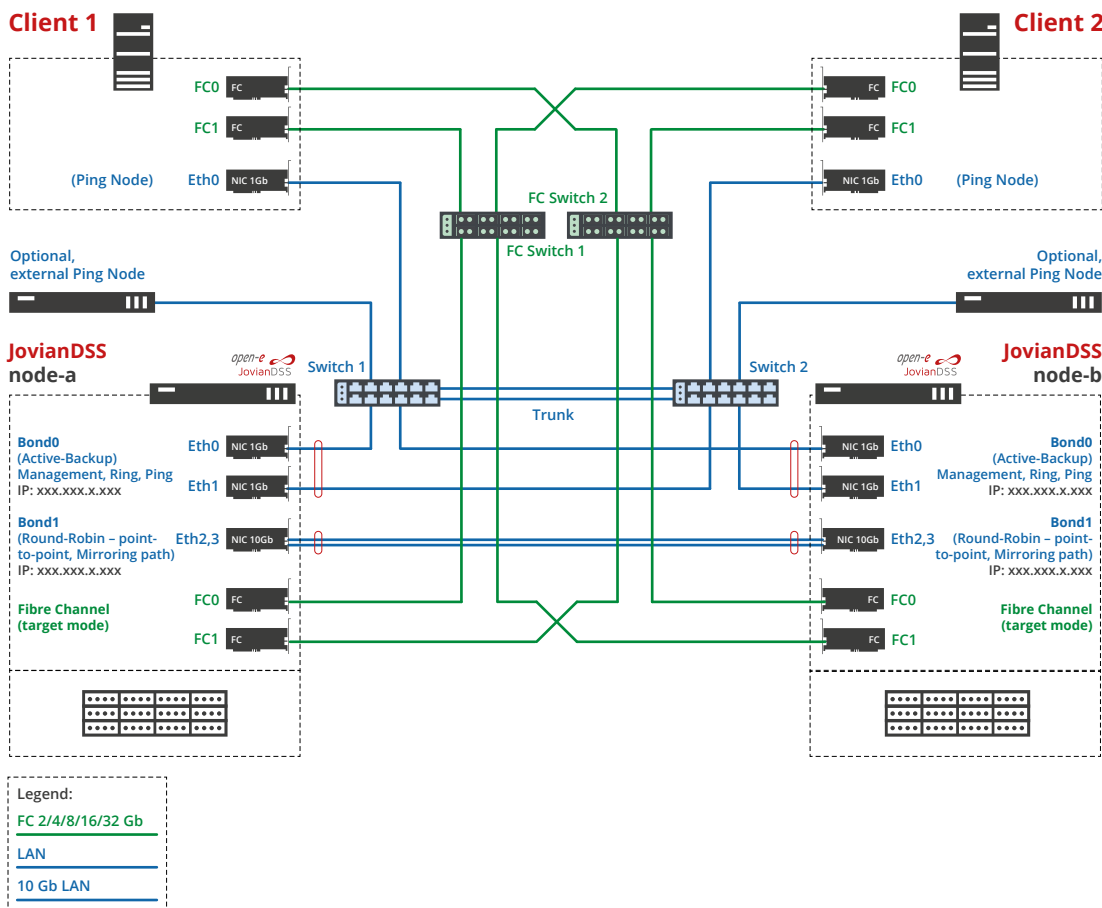 Client 1
Client 2
FC0
FC
FC
FC0
FC1
FC
FC
FC1
(Ping Node)
Eth0
NIC 1Gb
NIC 1Gb
Eth0
(Ping Node)
FC Switch 2
FC Switch 1
Optional,
external Ping Node
Optional,
external Ping Node
JovianDSS
node-a
open-e
JovianDSS
Switch 1
Switch 2
open-e
JovianDSS
JovianDSS
node-b
Trunk
Bond0
(Active-Backup)
Management, Ring, Ping
IP: xxx.xxx.x.xxx
Eth0
NIC 1Gb
Eth1
NIC 1Gb
NIC 1Gb
Eth0
NIC 1Gb
Eth1
Bond0
(Active-Backup)
Management, Ring, Ping
IP: xxx.xxx.x.xxx
Bond1
(Round-Robin – point-
to-point, Mirroring path)
IP: xxx.xxx.x.xxx
Eth2,3
NIC 10Gb
NIC 10Gb
Eth2,3
Bond1
(Round-Robin – point-
to-point, Mirroring path)
IP: xxx.xxx.x.xxx
Fibre Channel
(target mode)
FC0
FC
FC1
FC
FC
FC0
FC
FC1
Fibre Channel
(target mode)
Legend:
FC 2/4/8/16/32 Gb
LAN
10 Gb LAN